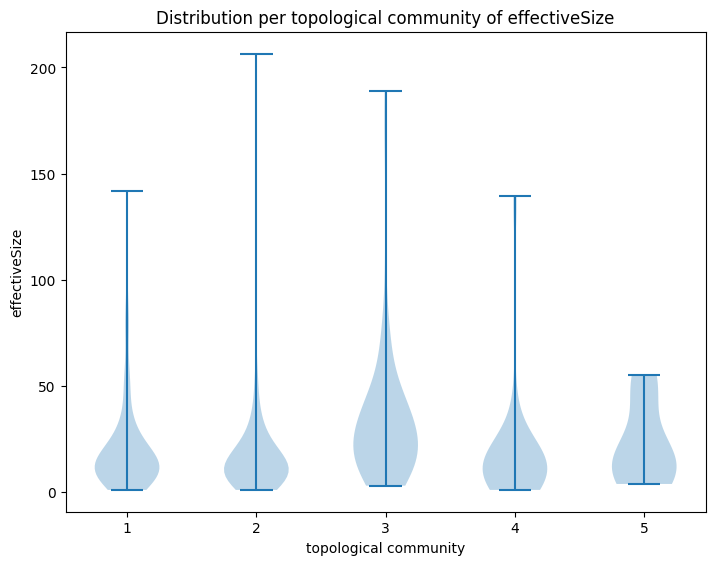 Distribution per topological community of effectiveSize
200
150
100
50
0
effectiveSize
1 2 3 4 5
topological community